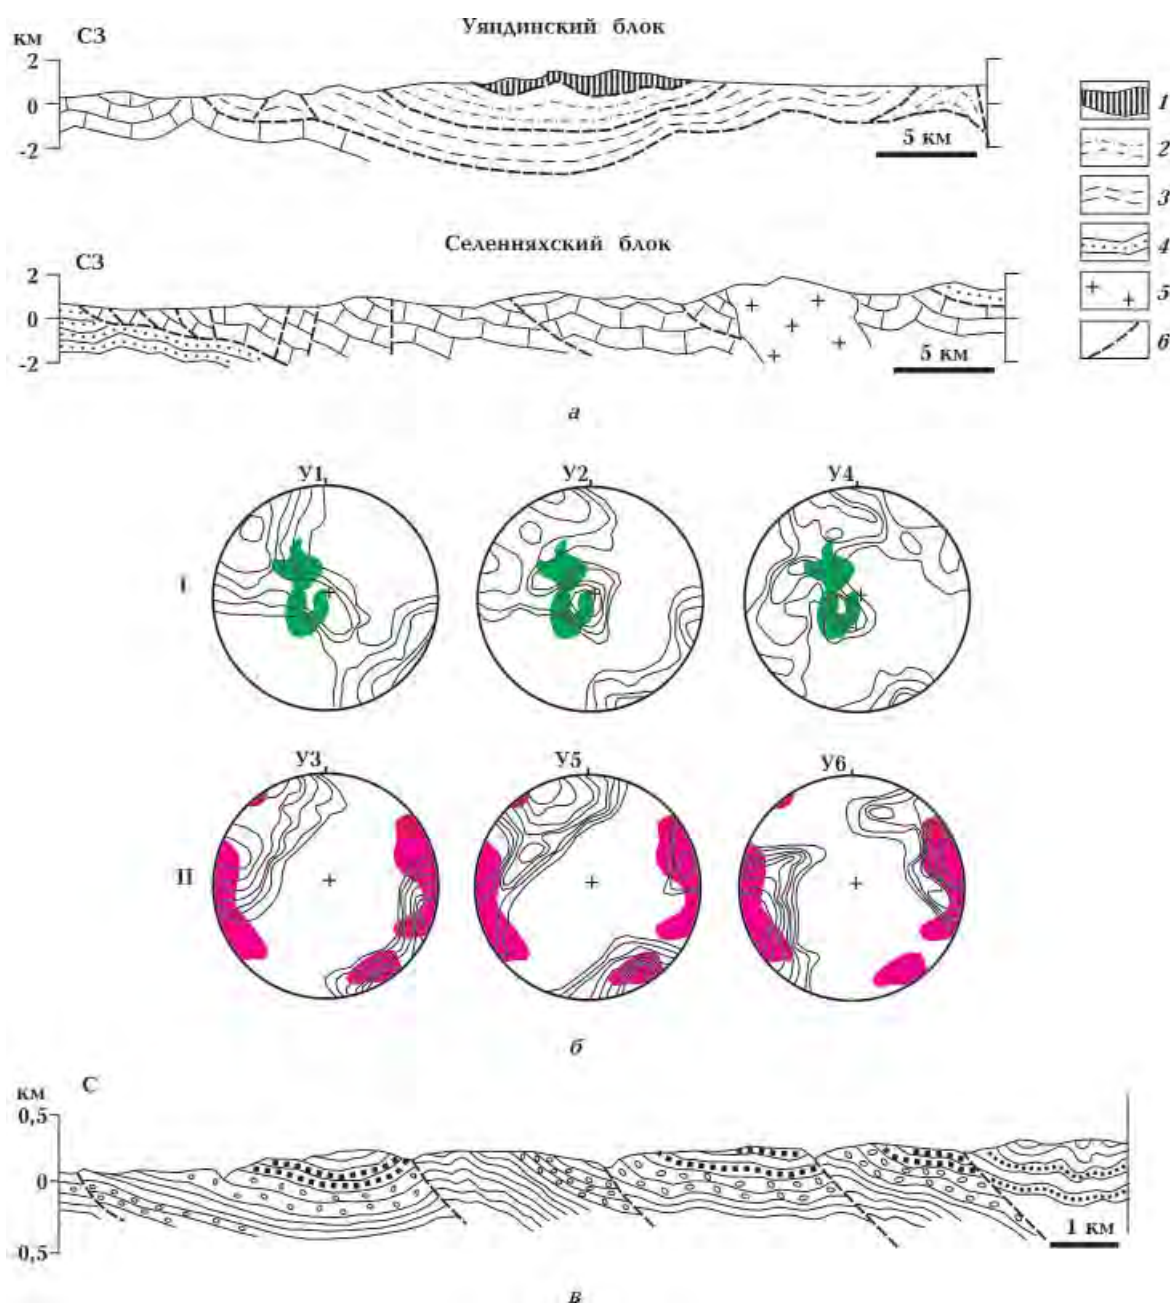 Уяндинский блок
км СЗ
2
0
-2
5 км
1
2
3
4
5
6
Селенняхский блок
СЗ
2
0
-2
5 км
а
У1 У2 У4
I
У3 У5 У6
II
б
км С
0,5
0
0,5
1 км
в